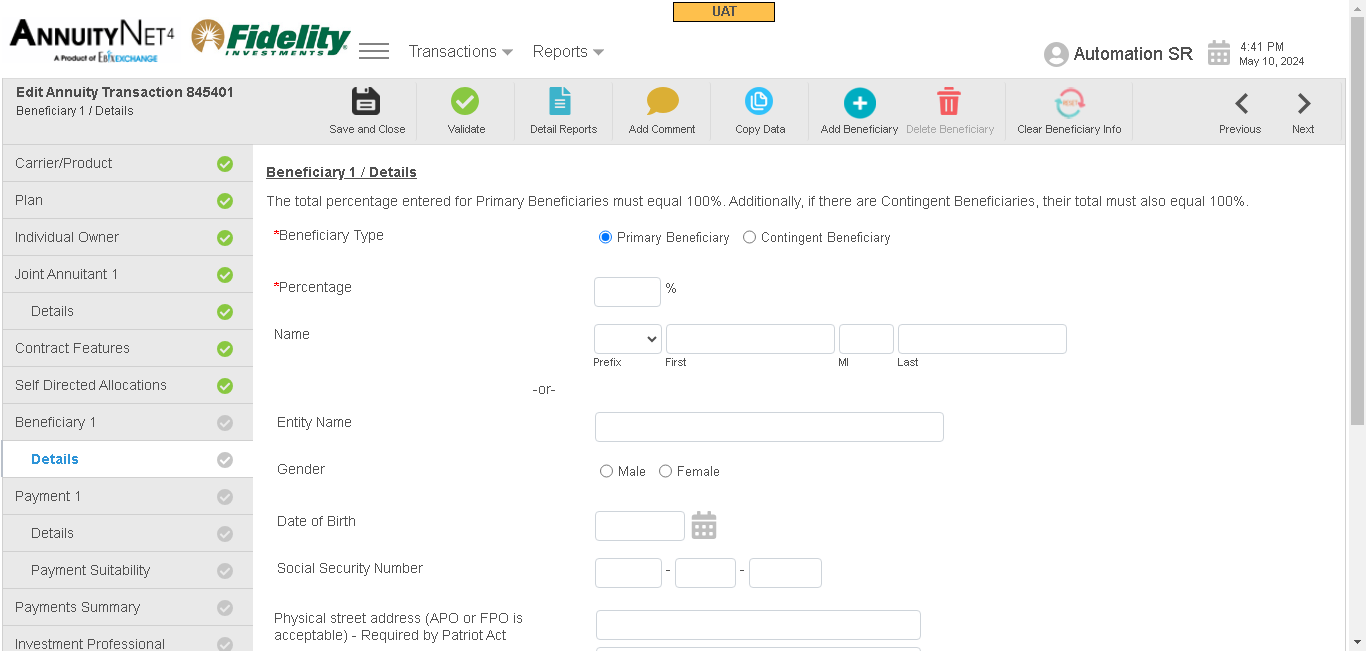 UAT
ANNUITYNET4
A Product of EBIXEXCHANGE
Fidelity
INVESTMENTS
Transactions
Reports
Automation SR
4:41 PM
May 10, 2024
Edit Annuity Transaction 845401
Beneficiary 1 / Details
Save and Close
Validate
Detail Reports
Add Comment
Copy Data
Add Beneficiary
Delete Beneficiary
RESET
Clear Beneficiary Info
Previous
Next
Carrier/Product
Plan
Individual Owner
Joint Annuitant 1
Details
Contract Features
Self Directed Allocations
Beneficiary 1
Details
Payment 1
Details
Payment Suitability
Payments Summary
Investment Professional
Beneficiary 1 / Details
The total percentage entered for Primary Beneficiaries must equal 100%. Additionally, if there are Contingent Beneficiaries, their total must also equal 100%.
*Beneficiary Type
Primary Beneficiary
Contingent Beneficiary
*Percentage
%
Name
Prefix
First
MI
Last
-or-
Entity Name
Gender
Male
Female
Date of Birth
Social Security Number
- -
Physical street address (APO or FPO is
acceptable) - Required by Patriot Act